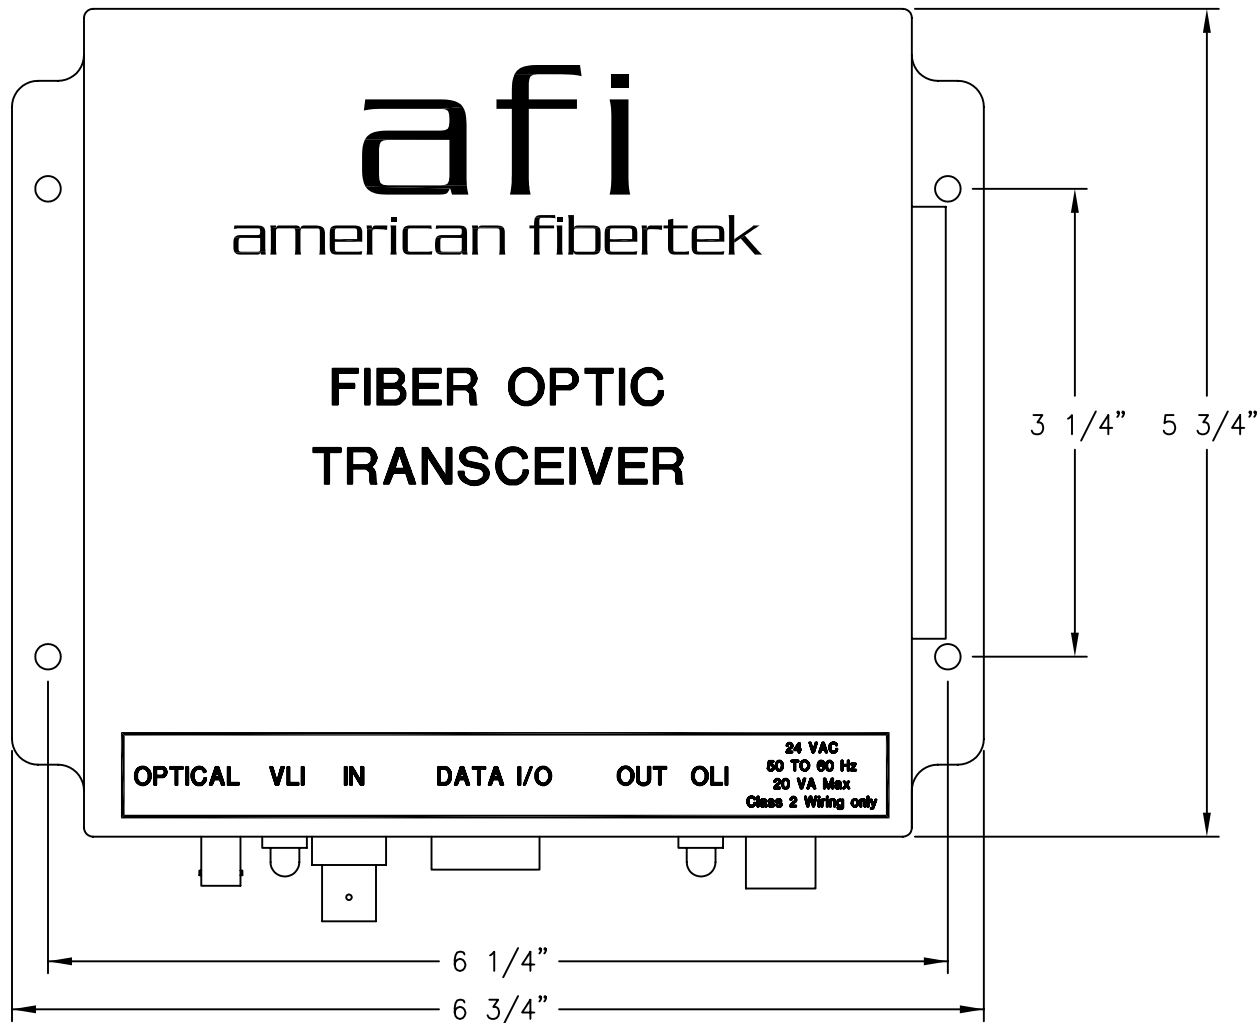 afi
american fibertek
FIBER OPTIC
TRANSCEIVER
3 1/4” 5 3/4”
OPTICAL VLI IN DATA I/O OUT OLI
24 VAC
50 TO 60 Hz
20 VA Max
Class 2 Wiring only
6 1/4”
6 3/4”